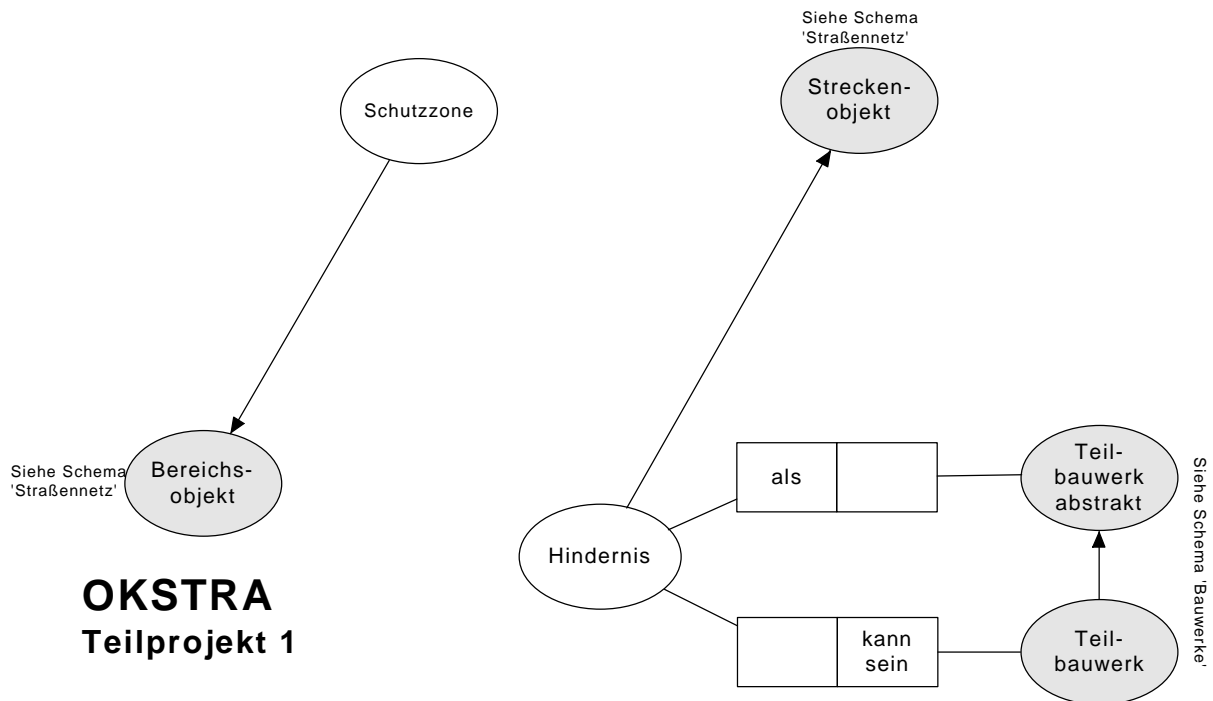 Siehe Schema
'Straßennetz'
Strecken-
objekt
Schutzzone
Siehe Schema
'Straßennetz'
Bereichs-
objekt
als
Teil-
bauwerk
abstrakt
Hindernis
kann
sein
Teil-
bauwerk
Siehe Schema 'Bauwerke'
OKSTRA
Teilprojekt 1